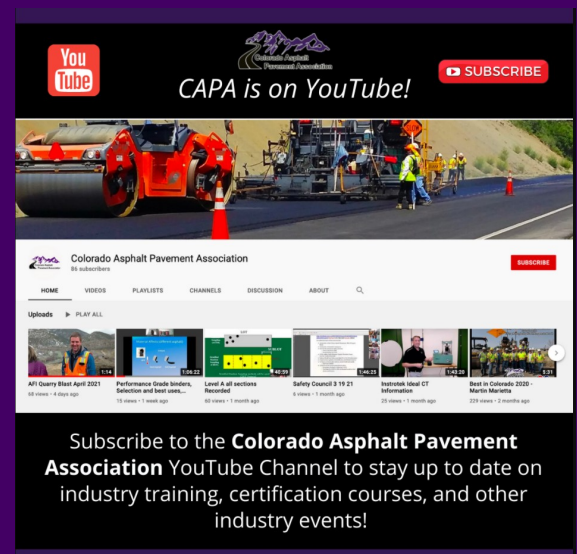 You
Tube
Colorado Asphalt
Pavement Association
CAPA is on YouTube!
SUBSCRIBE
Colorado Asphalt Pavement Association
86 subscribers
SUBSCRIBE
HOME VIDEOS PLAYLISTS CHANNELS DISCUSSION ABOUT
Uploads PLAY ALL
1:14 1:06:22 40:59 1:46:25 1:43:20 5:31
AFI Quarry Blast April 2021
68 views • 4 days ago
Performance Grade binders,
Selection and best uses,...
15 views • 1 week ago
Level A all sections
Recorded
60 views • 1 month ago
Safety Council 3 19 21
6 views • 1 month ago
Instrotek Ideal CT
Information
25 views • 1 month ago
Best in Colorado 2020 -
Martin Marietta
239 views • 2 months ago
Subscribe to the Colorado Asphalt Pavement
Association YouTube Channel to stay up to date on
industry training, certification courses, and other
industry events!